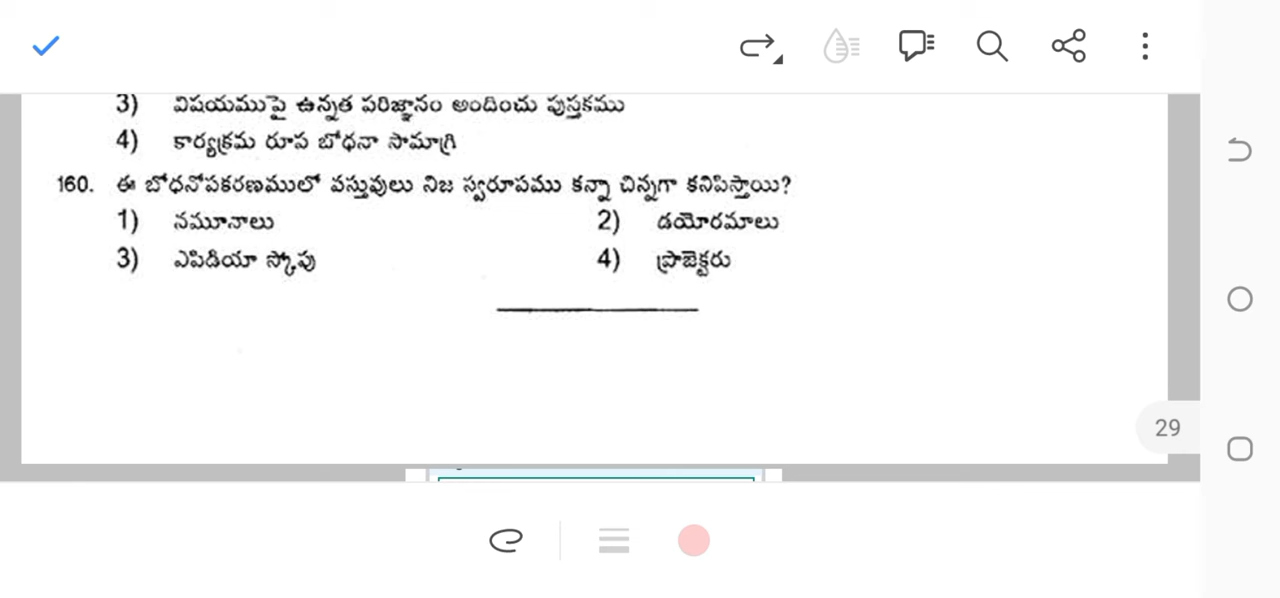 3) విషయముపై ఉన్నత పరిజ్ఞానం అందించు పుస్తకము
4) కార్యక్రమ రూప బోధనా సామాగ్రి
160. ఈ బోధనోపకరణములో వస్తువులు నిజ స్వరూపము కన్నా చిన్నగా కనిపిస్తాయి?
1) నమూనాలు 2) డయోరమాలు
3) ఎపిడియా స్కోపు 4) ప్రొజెక్టరు
29